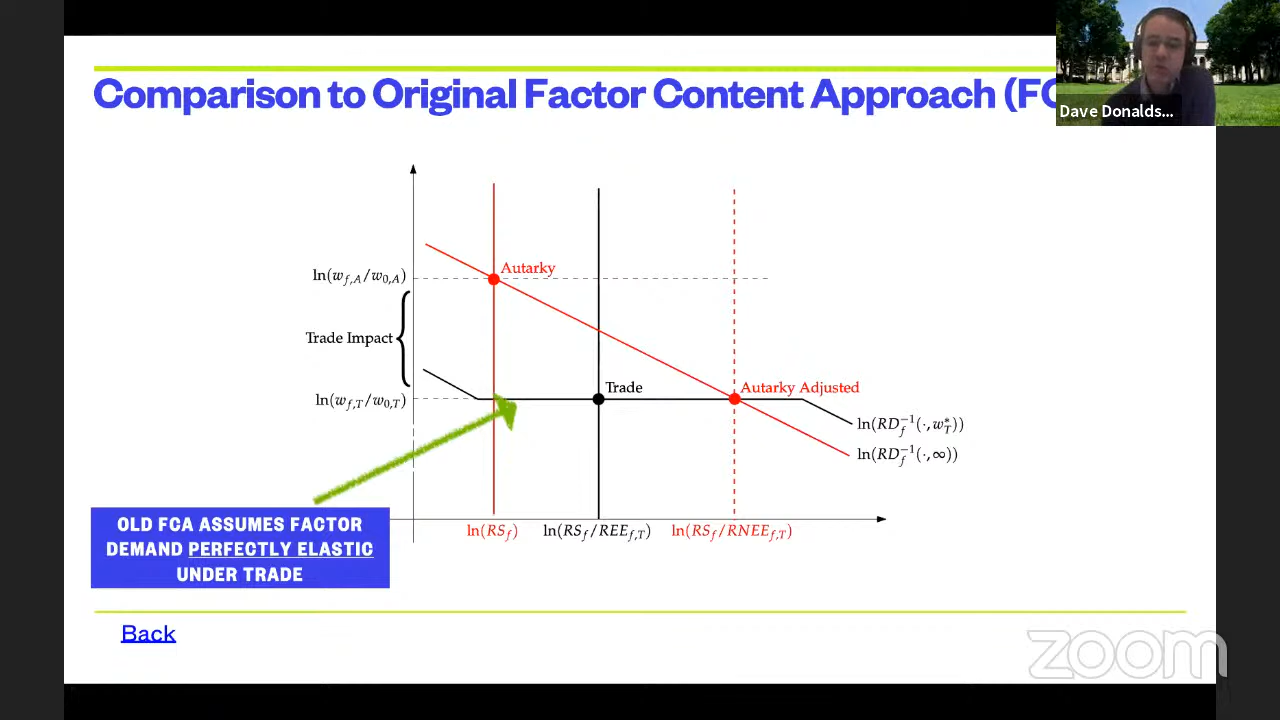 Comparison to Original Factor Content Approach (FC
Dave Donalds...
ln(w_{f,A}/w_{0,A})
Autarky
Trade Impact
Trade
Autarky Adjusted
ln(w_{f,T}/w_{0,T})
ln(RD_f^{-1}(·, w_T^*))
ln(RD_f^{-1}(·, ∞))
OLD FCA ASSUMES FACTOR
DEMAND PERFECTLY ELASTIC
UNDER TRADE
ln(RS_f)
ln(RS_f/REE_{f,T})
ln(RS_f/RNEE_{f,T})
Back
zoom